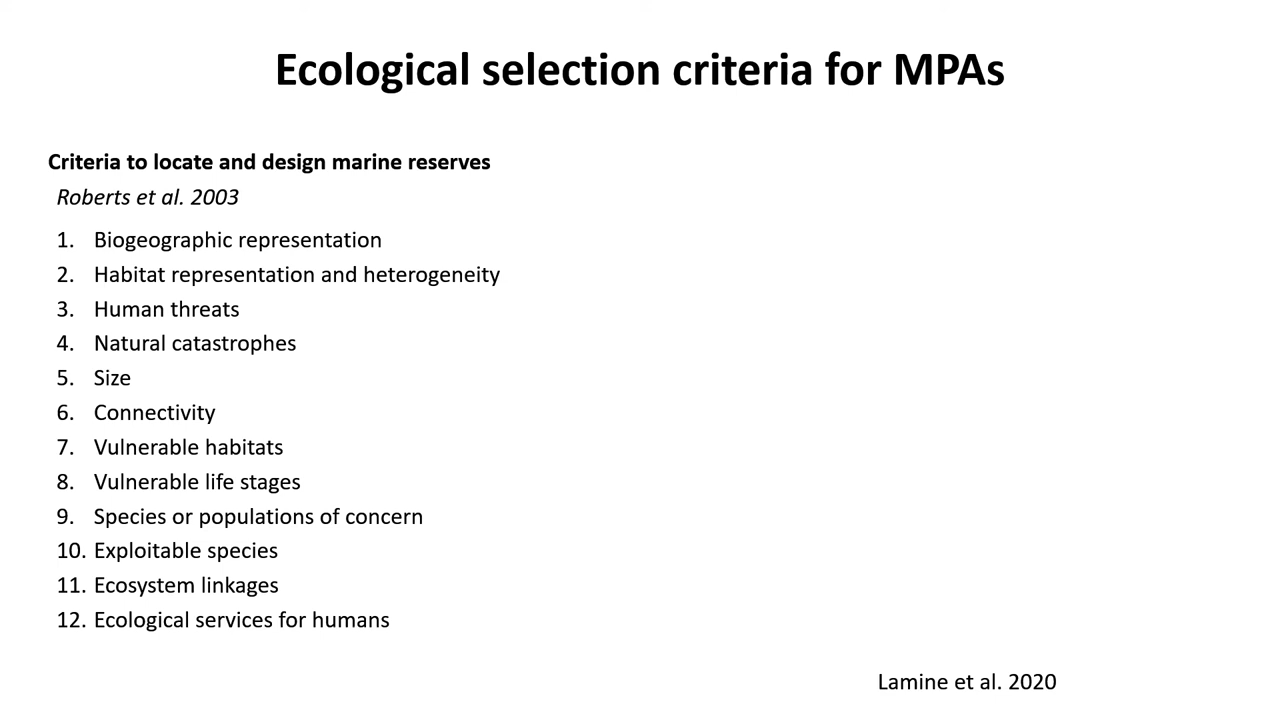 Ecological selection criteria for MPAs
Criteria to locate and design marine reserves
Roberts et al. 2003
1. Biogeographic representation
2. Habitat representation and heterogeneity
3. Human threats
4. Natural catastrophes
5. Size
6. Connectivity
7. Vulnerable habitats
8. Vulnerable life stages
9. Species or populations of concern
10. Exploitable species
11. Ecosystem linkages
12. Ecological services for humans
Lamine et al. 2020